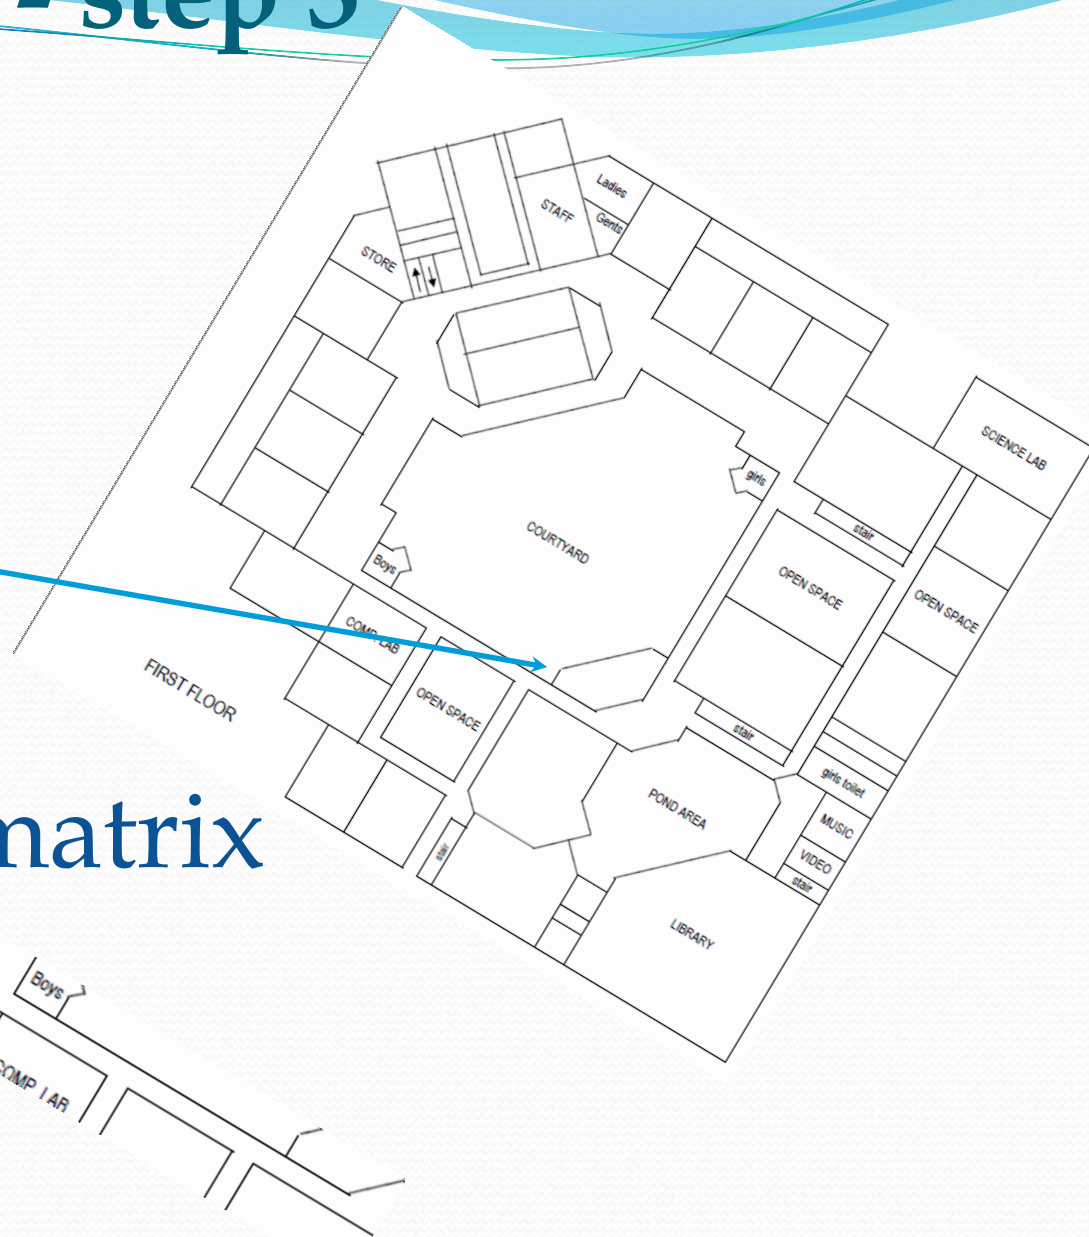 - step 3
Ladies
STAFF
Gents
STORE
SCIENCE LAB
girls
COURTYARD
stair
Boys
OPEN SPACE
OPEN SPACE
COMP LAB
FIRST FLOOR
OPEN SPACE
stair
girls toilet
POND AREA
MUSIC
matrix
stair
VIDEO
stair
LIBRARY
Boys
COMP LAB